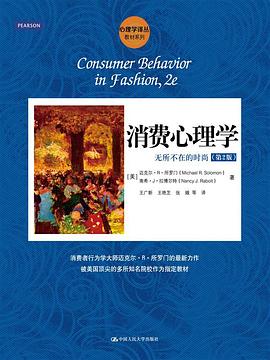 PEARSON
心理学译丛
教材系列
Consumer Behavior
in Fashion, 2e
消费心理学
无所不在的时尚（第2版）
[美] 迈克尔·R·所罗门（Michael R. Solomon）
南希·J·拉博尔特（Nancy J. Rabolt） 著
王广新 王艳芝 张娥 等 译
消费者行为学大师迈克尔·R·所罗门的最新力作
被美国顶尖的多所知名院校作为指定教材
中国人民大学出版社